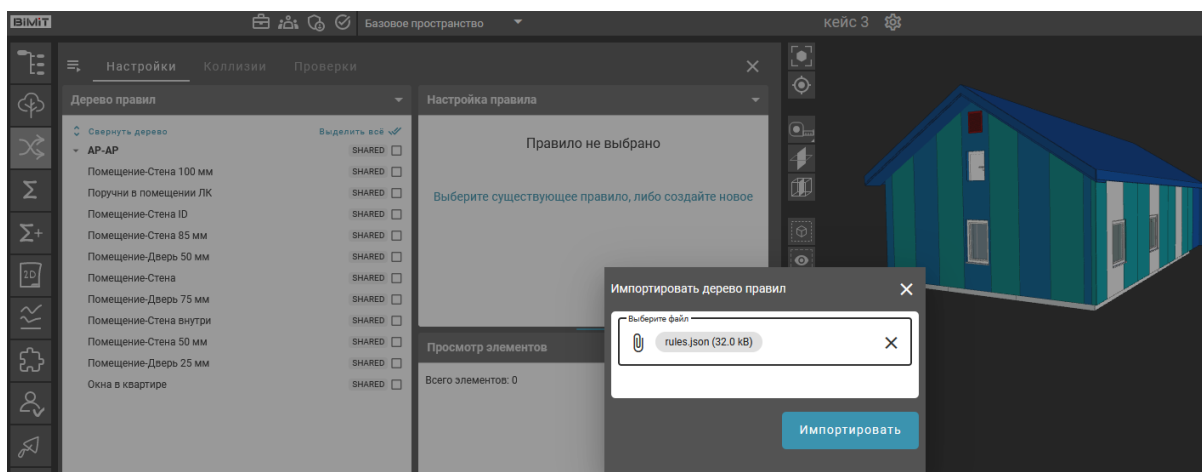 BIMIT
Базовое пространство
кейс 3
Настройки Коллизии Проверки
Дерево правил
Свернуть дерево Выделить всё
АР-АР SHARED
Помещение-Стена 100 мм SHARED
Поручни в помещении ЛК SHARED
Помещение-Стена ID SHARED
Помещение-Стена 85 мм SHARED
Помещение-Дверь 50 мм SHARED
Помещение-Стена SHARED
Помещение-Дверь 75 мм SHARED
Помещение-Стена внутри SHARED
Помещение-Стена 50 мм SHARED
Помещение-Дверь 25 мм SHARED
Окна в квартире SHARED
Настройка правила
Правило не выбрано
Выберите существующее правило, либо создайте новое
Просмотр элементов
Всего элементов: 0
Импортировать дерево правил
Выберите файл
rules.json (32.0 kB)
Импортировать
2D